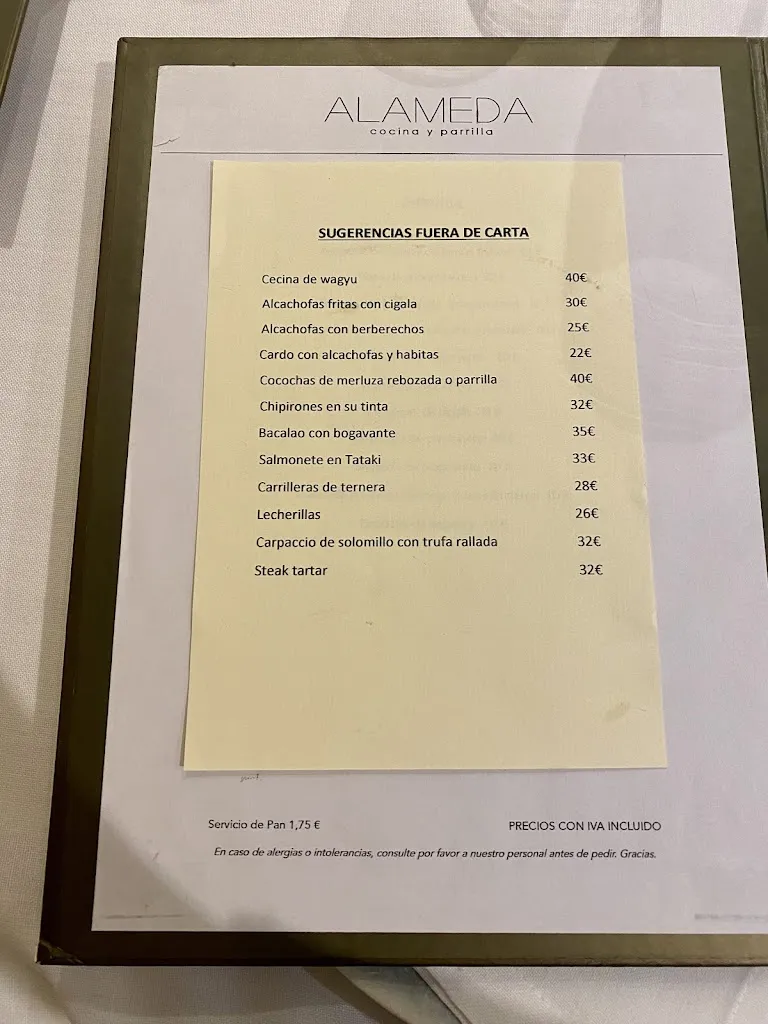 ALAMEDA
cocina y parrilla
SUGERENCIAS FUERA DE CARTA
Cecina de wagyu 40€
Alcachofas fritas con cigala 30€
Alcachofas con berberechos 25€
Cardo con alcachofas y habitas 22€
Cocochas de merluza rebozada o parrilla 40€
Chipirones en su tinta 32€
Bacalao con bogavante 35€
Salmonete en Tataki 33€
Carrilleras de ternera 28€
Lecherillas 26€
Carpaccio de solomillo con trufa rallada 32€
Steak tartar 32€
Servicio de Pan 1,75 € PRECIOS CON IVA INCLUIDO
En caso de alergias o intolerancias, consulte por favor a nuestro personal antes de pedir. Gracias.